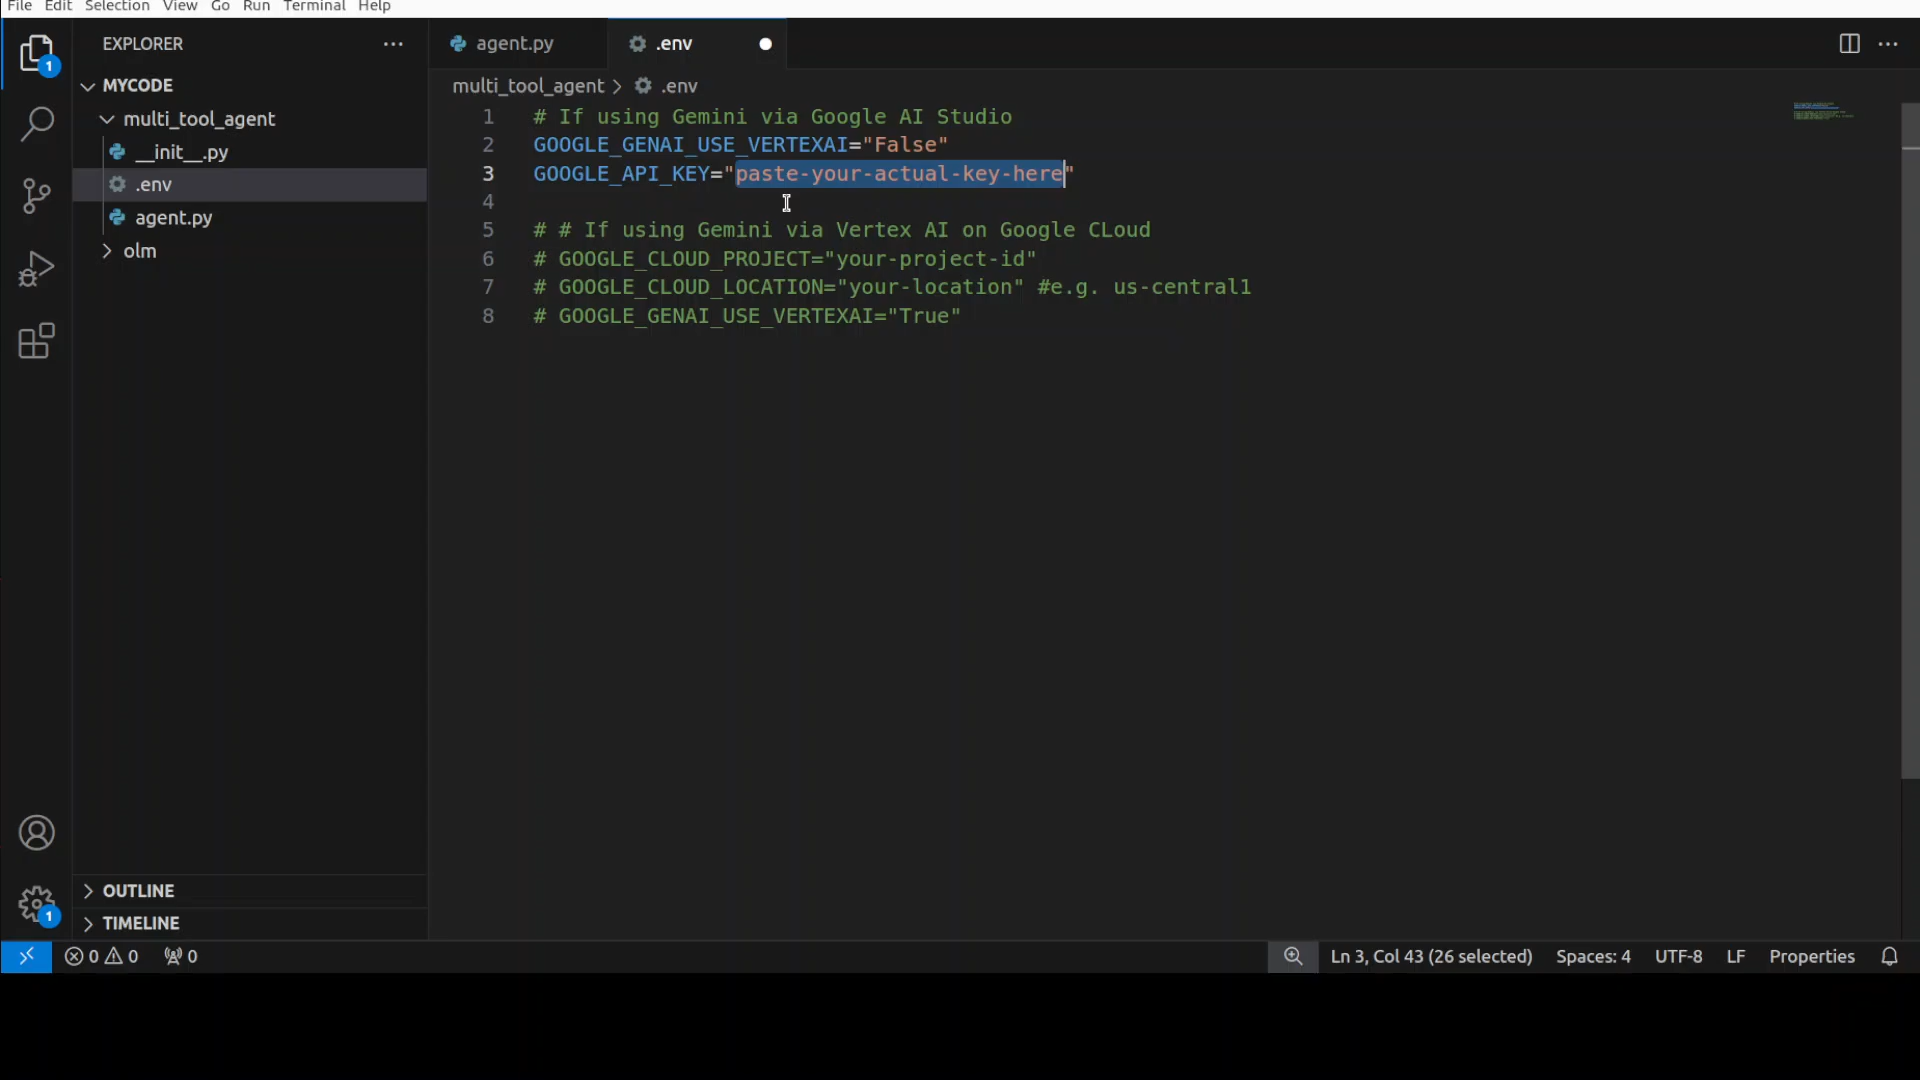 File Edit Selection View Go Run Terminal Help
EXPLORER
1
MYCODE
multi_tool_agent
__init__.py
.env
agent.py
olm
OUTLINE
TIMELINE
1
agent.py
.env
multi_tool_agent > .env
1 # If using Gemini via Google AI Studio
2 GOOGLE_GENAI_USE_VERTEXAI="False"
3 GOOGLE_API_KEY="paste-your-actual-key-here"
4
5 # # If using Gemini via Vertex AI on Google CLoud
6 # GOOGLE_CLOUD_PROJECT="your-project-id"
7 # GOOGLE_CLOUD_LOCATION="your-location" #e.g. us-central1
8 # GOOGLE_GENAI_USE_VERTEXAI="True"
0 0 0 Ln 3, Col 43 (26 selected) Spaces: 4 UTF-8 LF Properties